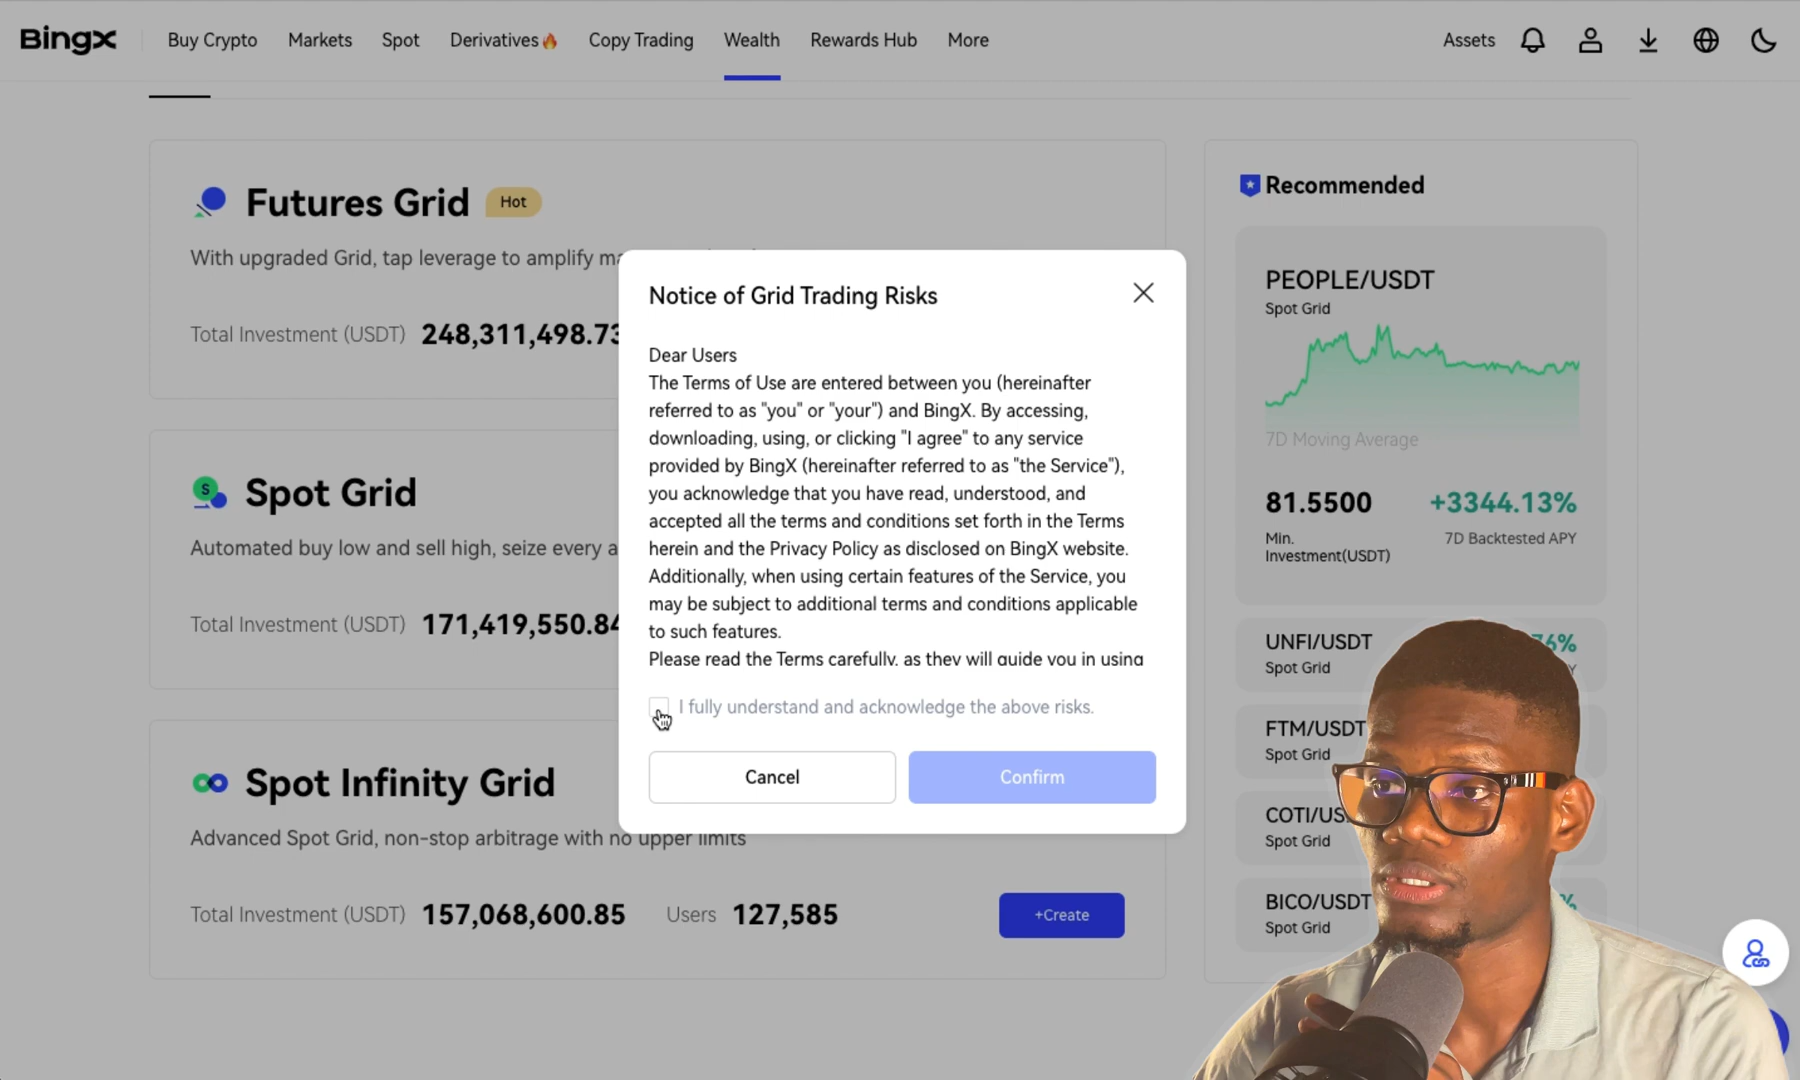 BingX
Buy Crypto
Markets
Spot
Derivatives
Copy Trading
Wealth
Rewards Hub
More
Assets
Futures Grid
Hot
With upgraded Grid, tap leverage to amplify
Total Investment (USDT) 248,311,498.73
Spot Grid
Automated buy low and sell high, seize every
Total Investment (USDT) 171,419,550.84
Spot Infinity Grid
Advanced Spot Grid, non-stop arbitrage with no upper limits
Total Investment (USDT) 157,068,600.85 Users 127,585
+Create
Notice of Grid Trading Risks
Dear Users
The Terms of Use are entered between you (hereinafter
referred to as "you" or "your") and BingX. By accessing,
downloading, using, or clicking "I agree" to any service
provided by BingX (hereinafter referred to as "the Service"),
you acknowledge that you have read, understood, and
accepted all the terms and conditions set forth in the Terms
herein and the Privacy Policy as disclosed on BingX website.
Additionally, when using certain features of the Service, you
may be subject to additional terms and conditions applicable
to such features.
Please read the Terms carefully, as they will guide you in using
I fully understand and acknowledge the above risks.
Cancel
Confirm
Recommended
PEOPLE/USDT
Spot Grid
7D Moving Average
81.5500
+3344.13%
Min.
Investment(USDT)
7D Backtested APY
UNFI/USDT
Spot Grid
FTM/USDT
Spot Grid
COTI/US
Spot Grid
BICO/USDT
Spot Grid